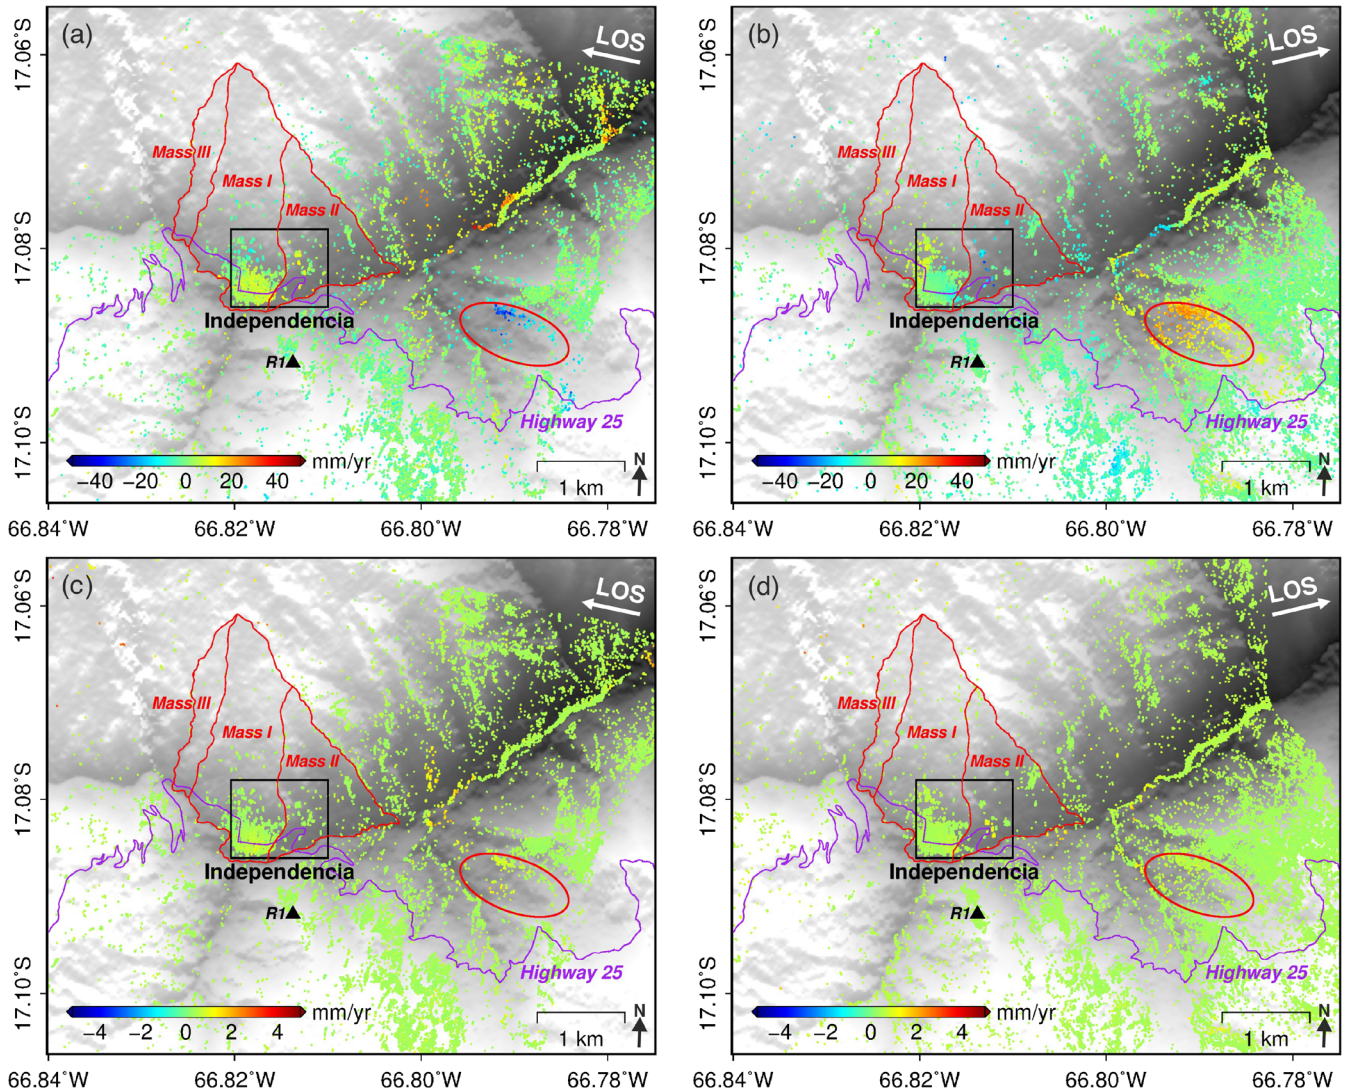 (a)
LOS
17.06°S
Mass III
Mass I
Mass II
17.08°S
Independencia
R1
Highway 25
17.10°S
−40 −20 0 20 40 mm/yr
N
1 km
66.84°W 66.82°W 66.80°W 66.78°W
(b)
LOS
17.06°S
Mass III
Mass I
Mass II
17.08°S
Independencia
R1
Highway 25
17.10°S
−40 −20 0 20 40 mm/yr
N
1 km
66.84°W 66.82°W 66.80°W 66.78°W
(c)
LOS
17.06°S
Mass III
Mass I
Mass II
17.08°S
Independencia
R1
Highway 25
17.10°S
−4 −2 0 2 4 mm/yr
N
1 km
66.84°W 66.82°W 66.80°W 66.78°W
(d)
LOS
17.06°S
Mass III
Mass I
Mass II
17.08°S
Independencia
R1
Highway 25
17.10°S
−4 −2 0 2 4 mm/yr
N
1 km
66.84°W 66.82°W 66.80°W 66.78°W